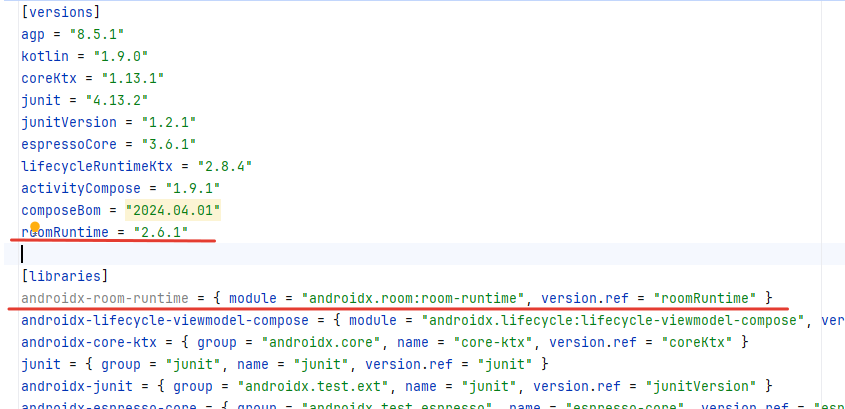 [versions]
agp = "8.5.1"
kotlin = "1.9.0"
coreKtx = "1.13.1"
junit = "4.13.2"
junitVersion = "1.2.1"
espressoCore = "3.6.1"
lifecycleRuntimeKtx = "2.8.4"
activityCompose = "1.9.1"
composeBom = "2024.04.01"
roomRuntime = "2.6.1"
[libraries]
androidx-room-runtime = { module = "androidx.room:room-runtime", version.ref = "roomRuntime" }
androidx-lifecycle-viewmodel-compose = { module = "androidx.lifecycle:lifecycle-viewmodel-compose", ver
androidx-core-ktx = { group = "androidx.core", name = "core-ktx", version.ref = "coreKtx" }
junit = { group = "junit", name = "junit", version.ref = "junit" }
androidx-junit = { group = "androidx.test.ext", name = "junit", version.ref = "junitVersion" }
androidx-espresso-core = { group = "androidx.test.espresso", name = "espresso-core", version.ref = "esp